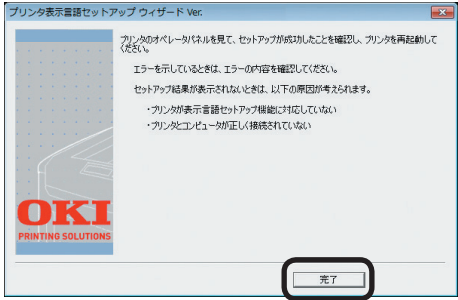 プリンタ表示言語セットアップ ウィザード Ver.
プリンタのオペレータパネルを見て、セットアップが成功したことを確認し、プリンタを再起動して
ください。
エラーを示しているときは、エラーの内容を確認してください。
セットアップ結果が表示されないときは、以下の原因が考えられます。
・プリンタが表示言語セットアップ機能に対応していない
・プリンタとコンピュータが正しく接続されていない
OKI
PRINTING SOLUTIONS
完了